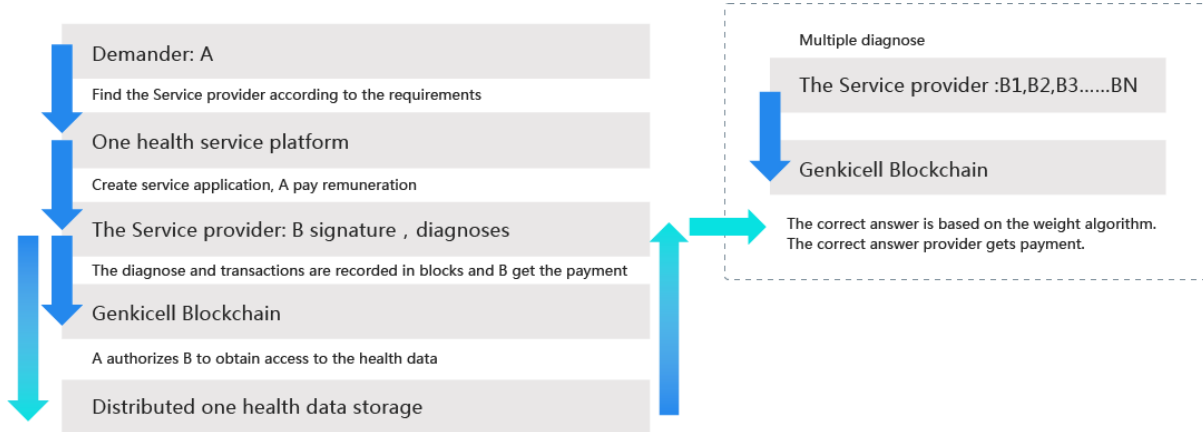 Demander: A
Find the Service provider according to the requirements
One health service platform
Create service application, A pay remuneration
The Service provider: B signature , diagnoses
The diagnose and transactions are recorded in blocks and B get the payment
Genkicell Blockchain
A authorizes B to obtain access to the health data
Distributed one health data storage
Multiple diagnose
The Service provider :B1,B2,B3......BN
Genkicell Blockchain
The correct answer is based on the weight algorithm.
The correct answer provider gets payment.